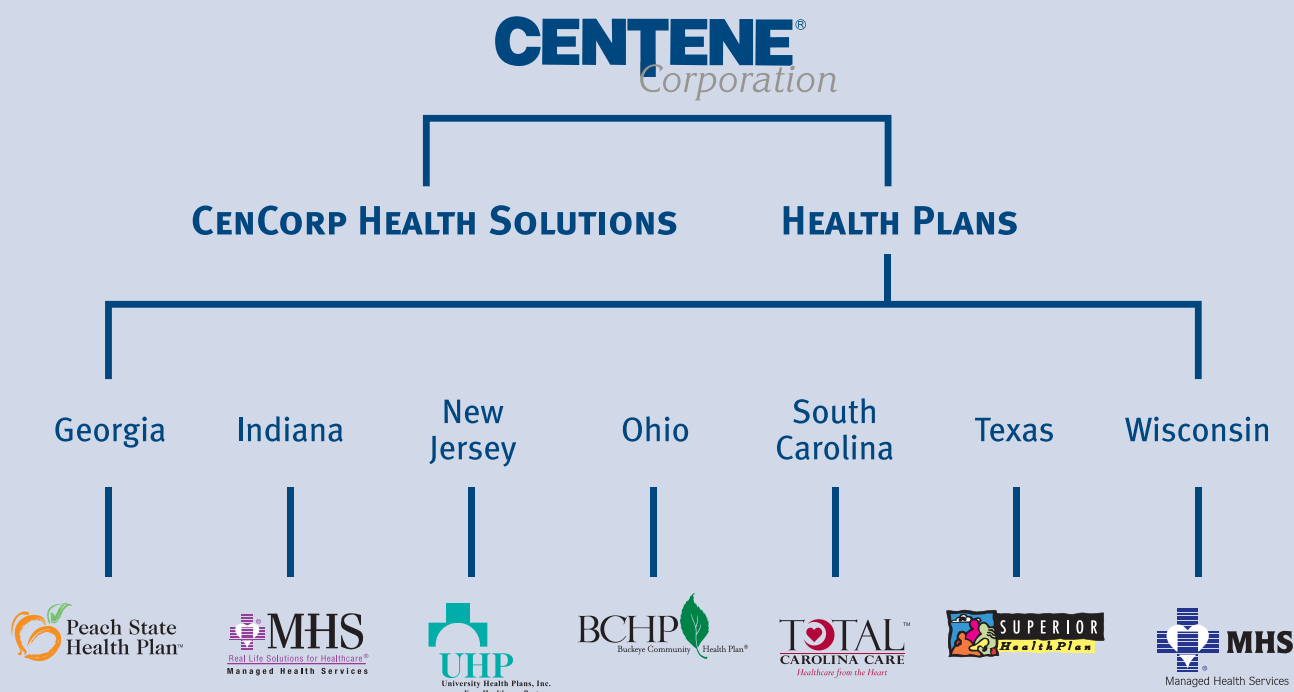 CENTENE®
Corporation
CENCORP HEALTH SOLUTIONS
HEALTH PLANS
Georgia
Indiana
New
Jersey
Ohio
South
Carolina
Texas
Wisconsin
Peach State
Health Plan™
MHS
Real Life Solutions for Healthcare®
Managed Health Services
UHP
University Health Plans, Inc.
BCHP
Buckeye Community Health Plan®
TOTAL™
CAROLINA CARE
Healthcare from the Heart
SUPERIOR
HealthPlan
MHS
®
Managed Health Services